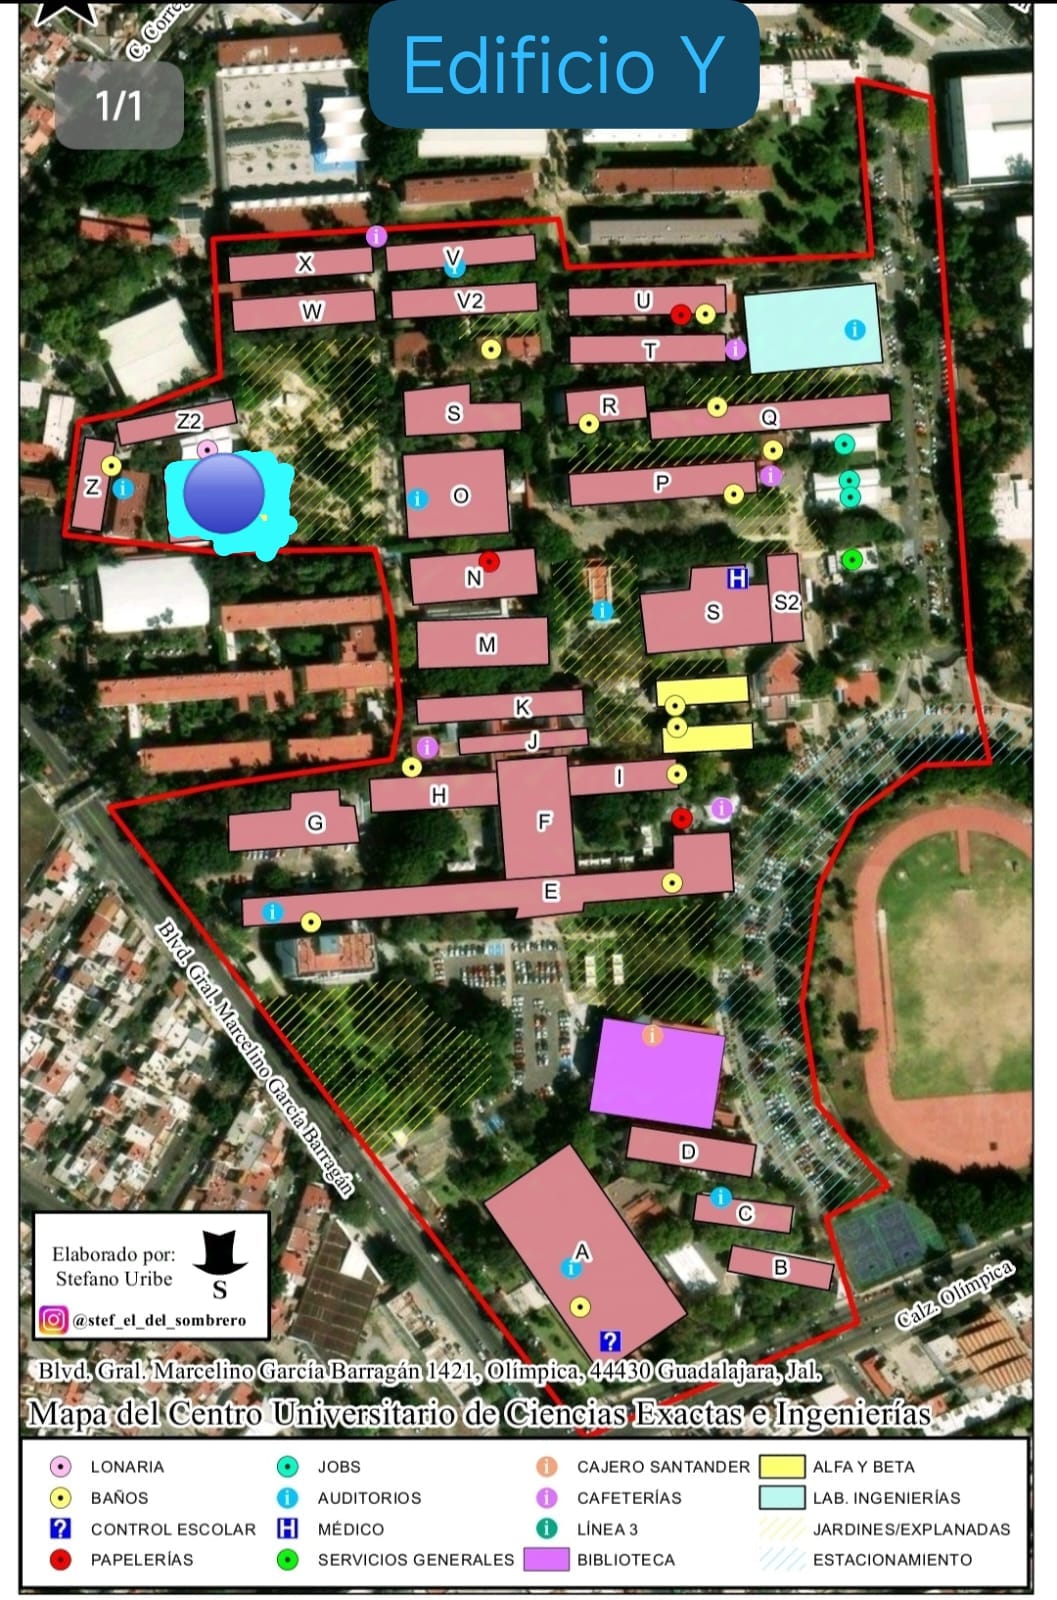 Edificio Y
1/1
X
V
W
V2
U
T
Z2
S
R
Q
Z
O
P
N
S
S2
M
K
J
I
H
G
F
E
D
C
A
B
Blvd. Gral. Marcelino García Barragán
Calz. Olímpica
Elaborado por:
Stefano Uribe
S
@stef_el_del_sombrero
Blvd. Gral. Marcelino García Barragán 1421, Olímpica, 44430 Guadalajara, Jal.
Mapa del Centro Universitario de Ciencias Exactas e Ingenierías
LONARIA
BAÑOS
? CONTROL ESCOLAR
PAPELERÍAS
JOBS
i AUDITORIOS
H MÉDICO
SERVICIOS GENERALES
i CAJERO SANTANDER
i CAFETERÍAS
i LÍNEA 3
BIBLIOTECA
ALFA Y BETA
LAB. INGENIERÍAS
JARDINES/EXPLANADAS
ESTACIONAMIENTO